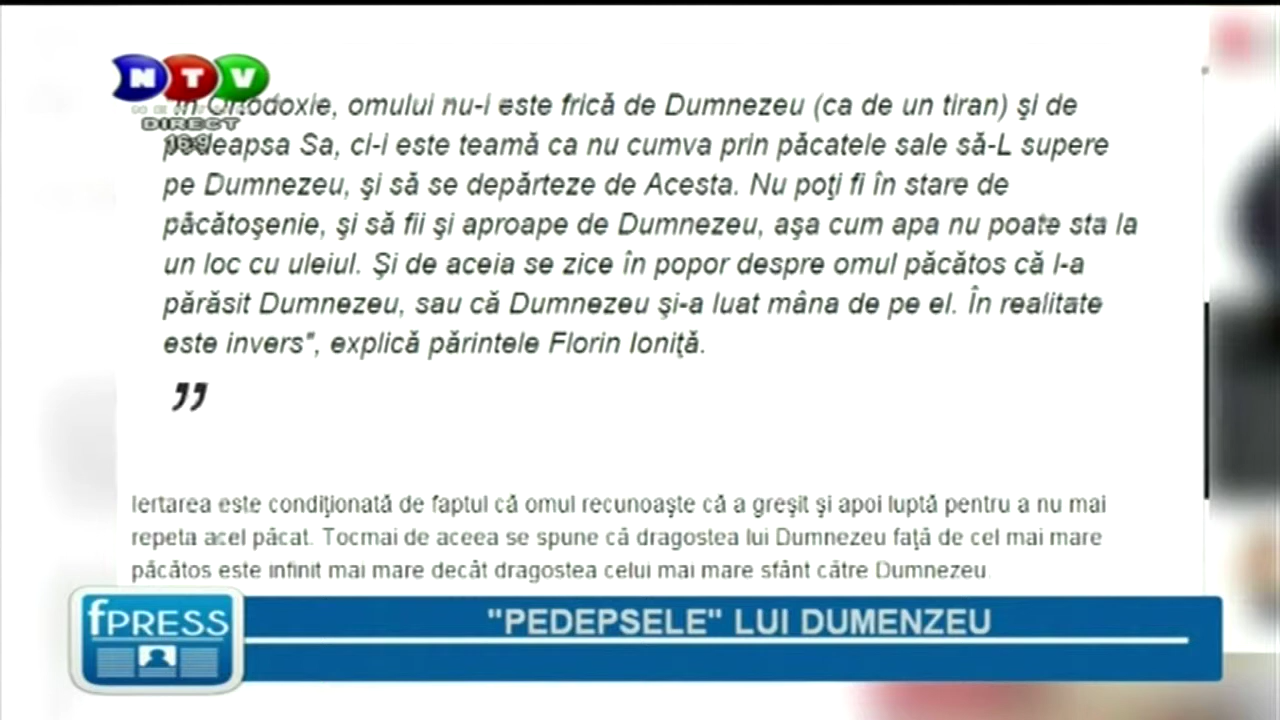 NTV
DIRECT
16:9
În Ortodoxie, omului nu-i este frică de Dumnezeu (ca de un tiran) şi de
pedeapsa Sa, ci-i este teamă ca nu cumva prin păcatele sale să-L supere
pe Dumnezeu, şi să se depărteze de Acesta. Nu poţi fi în stare de
păcătoşenie, şi să fii şi aproape de Dumnezeu, aşa cum apa nu poate sta la
un loc cu uleiul. Şi de aceia se zice în popor despre omul păcătos că l-a
părăsit Dumnezeu, sau că Dumnezeu şi-a luat mâna de pe el. În realitate
este invers", explică părintele Florin Ioniţă.
”
Iertarea este condiţionată de faptul că omul recunoaşte că a greşit şi apoi luptă pentru a nu mai
repeta acel păcat. Tocmai de aceea se spune că dragostea lui Dumnezeu faţă de cel mai mare
păcătos este infinit mai mare decât dragostea celui mai mare sfânt către Dumnezeu.
fPRESS
"PEDEPSELE" LUI DUMENZEU